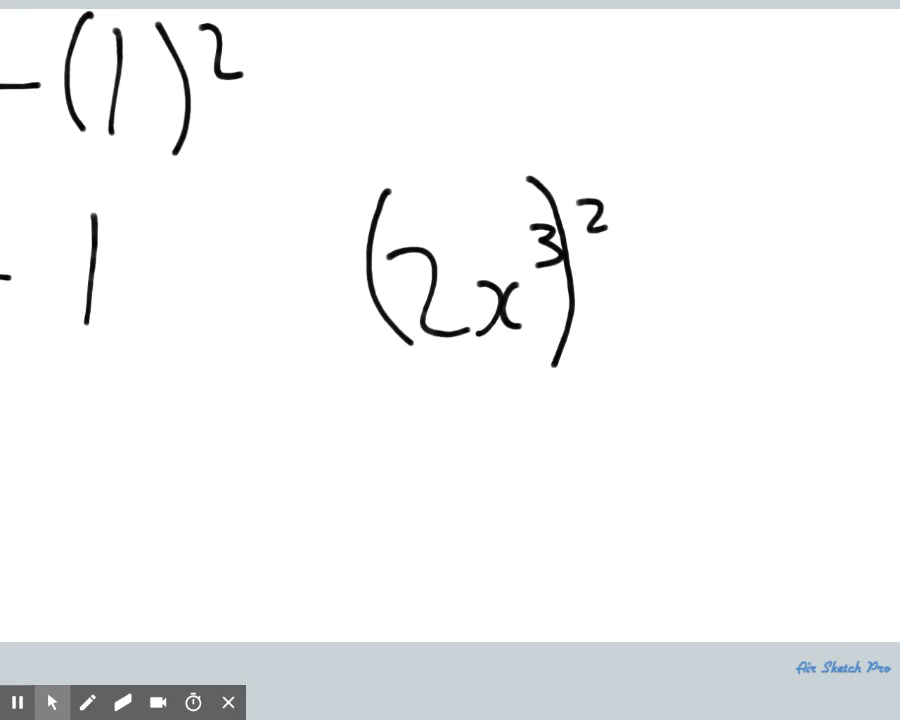 -(1)²
- 1
(2x³)²
Air Sketch Pro